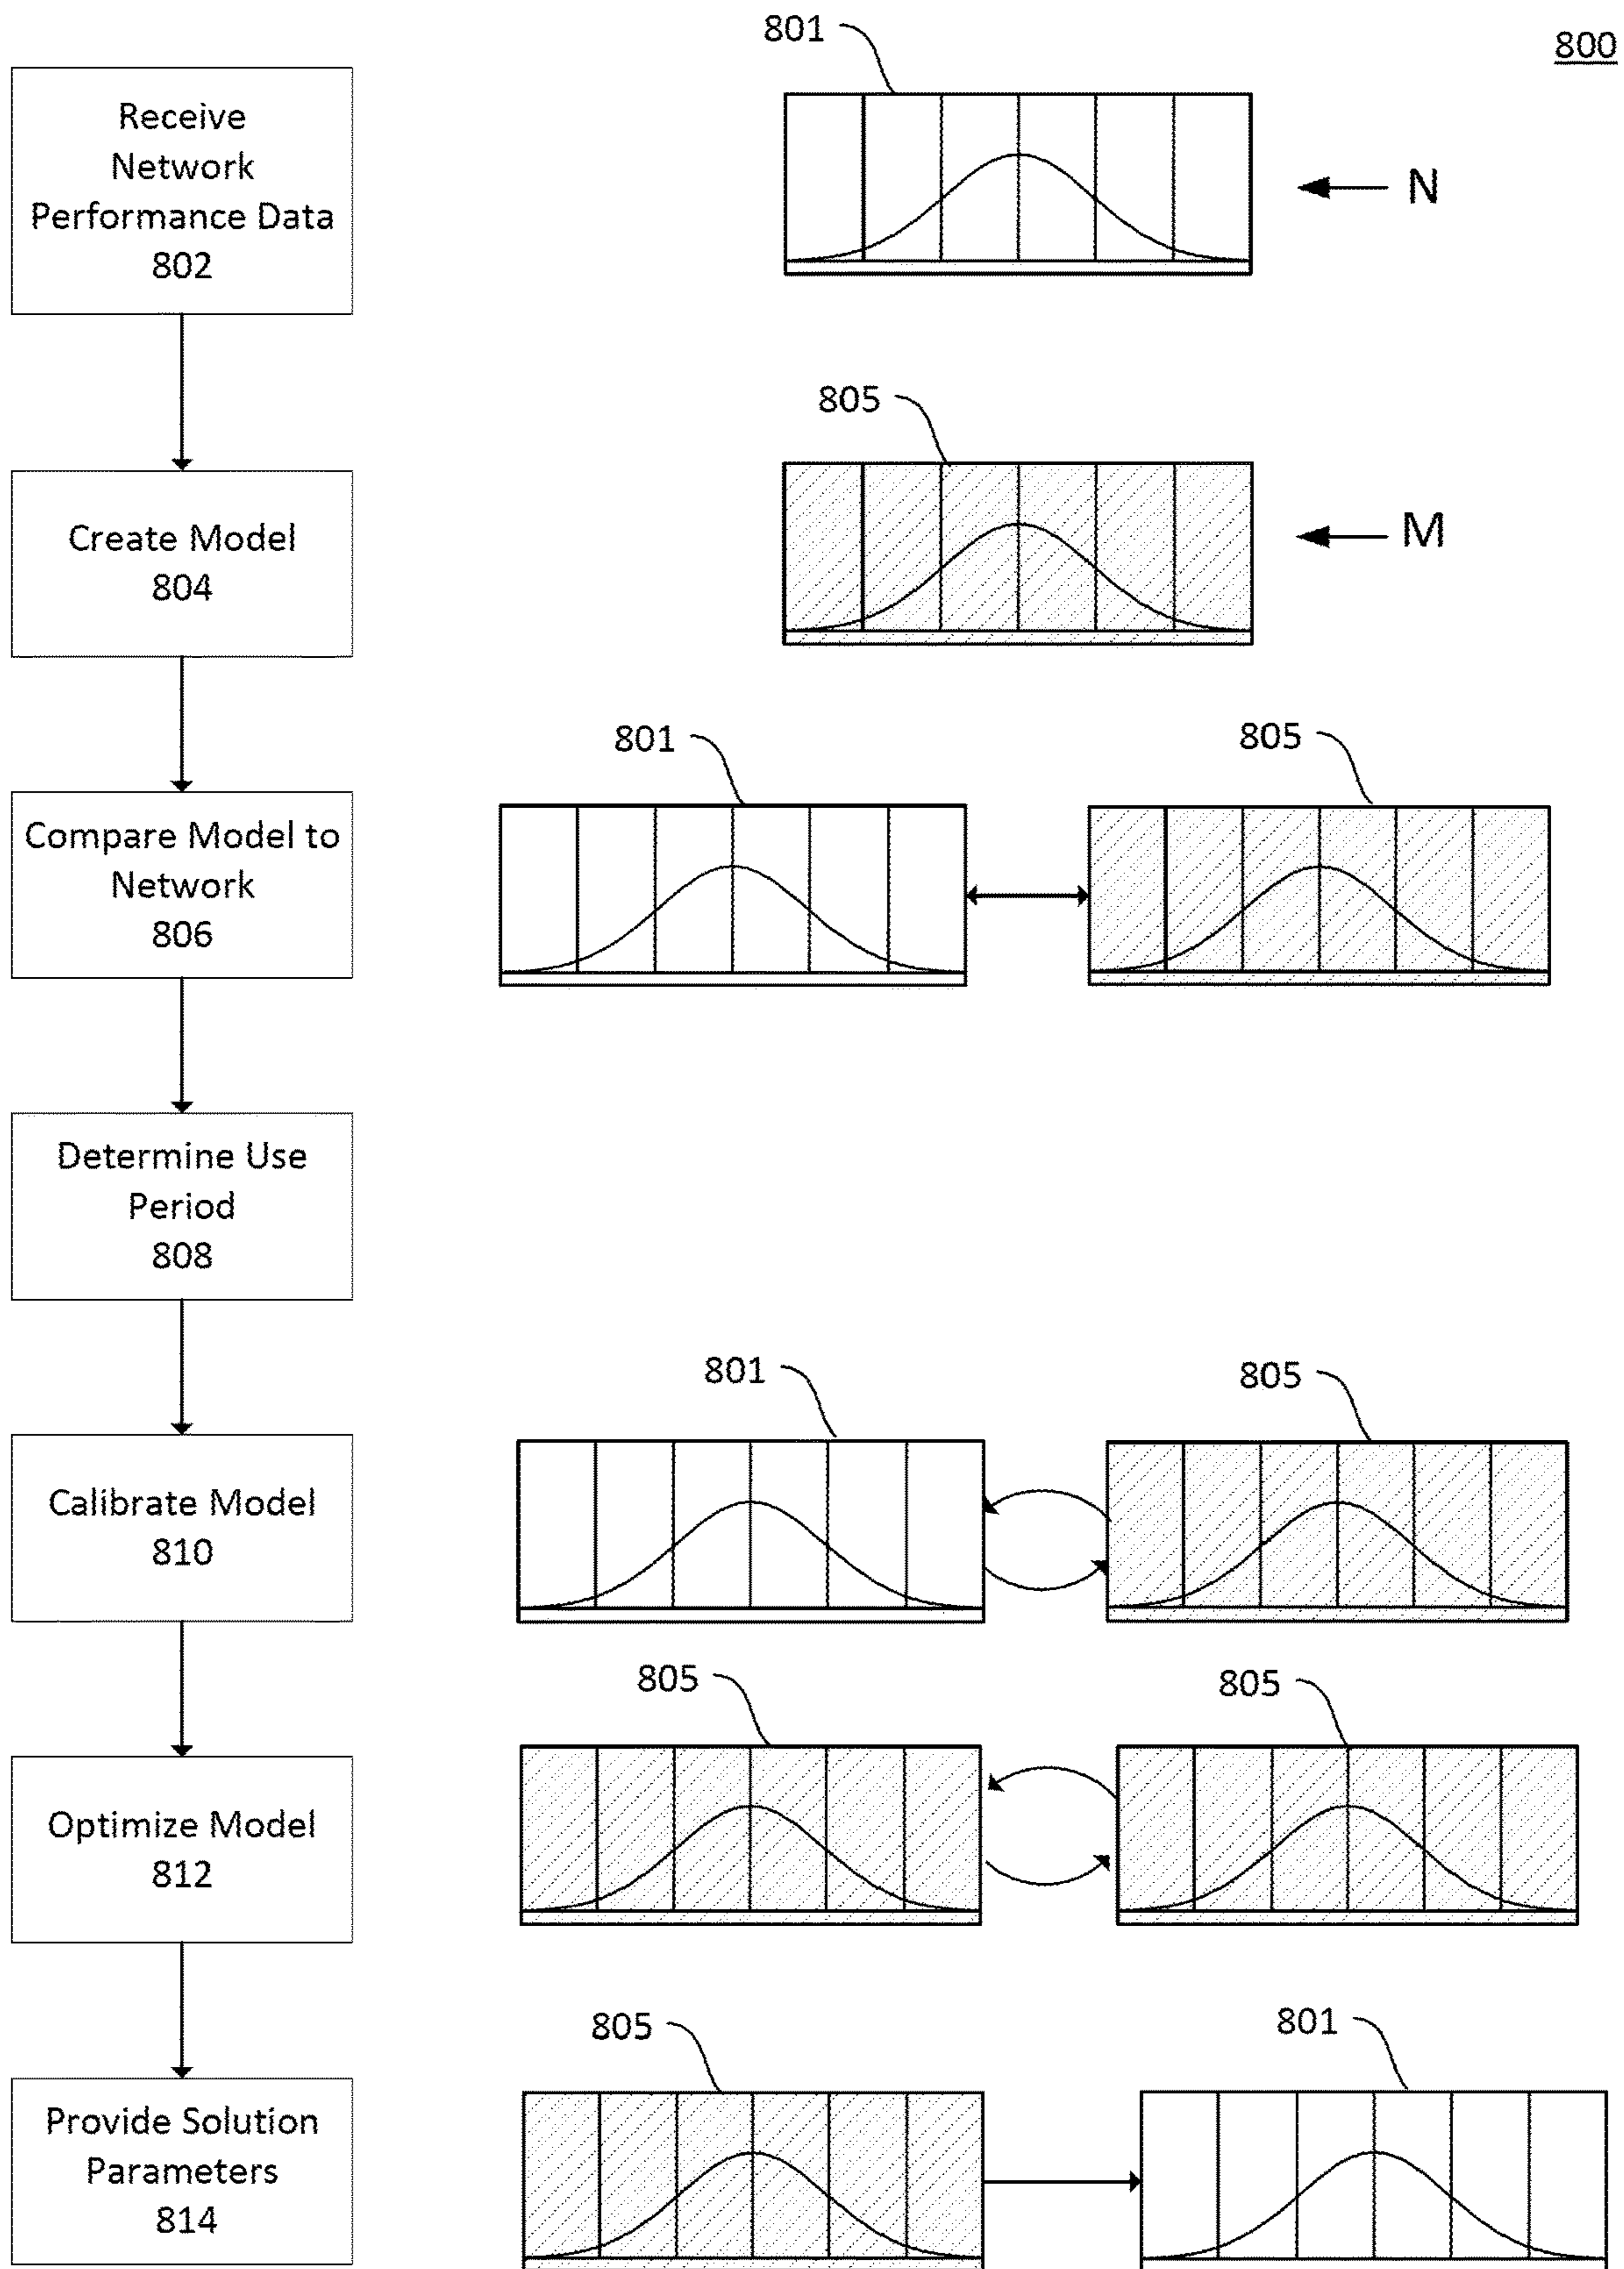 801
800
Receive
Network
Performance Data
802
N
805
Create Model
804
M
801
805
Compare Model to
Network
806
Determine Use
Period
808
801
805
Calibrate Model
810
805
805
Optimize Model
812
805
801
Provide Solution
Parameters
814